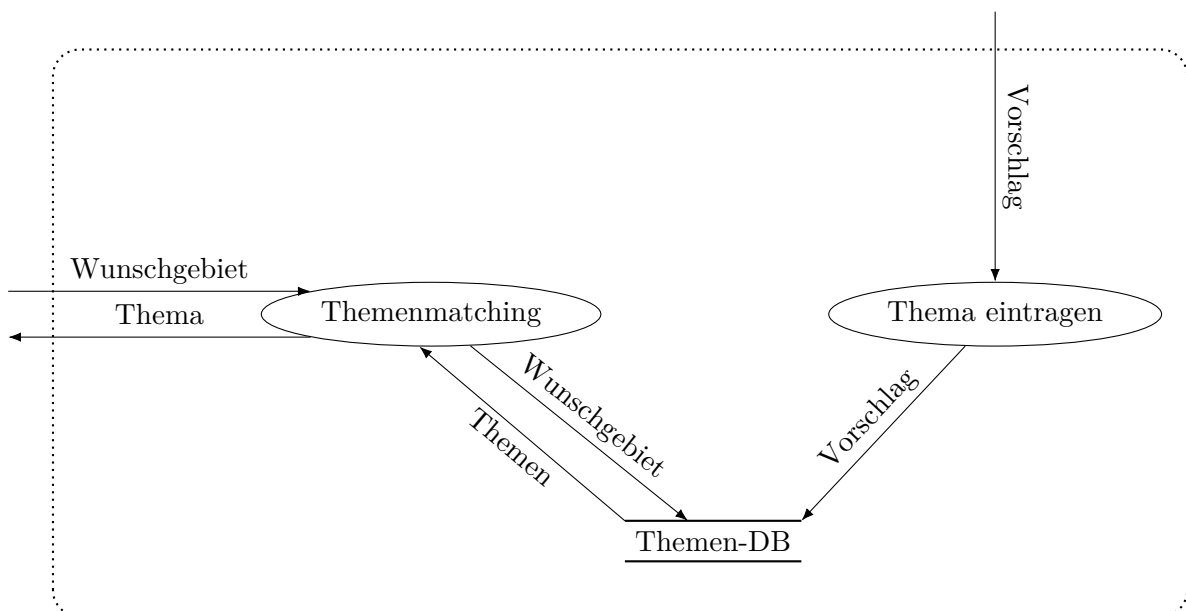 Vorschlag
Wunschgebiet
Thema
Themenmatching
Thema eintragen
Wunschgebiet
Themen
Vorschlag
Themen-DB